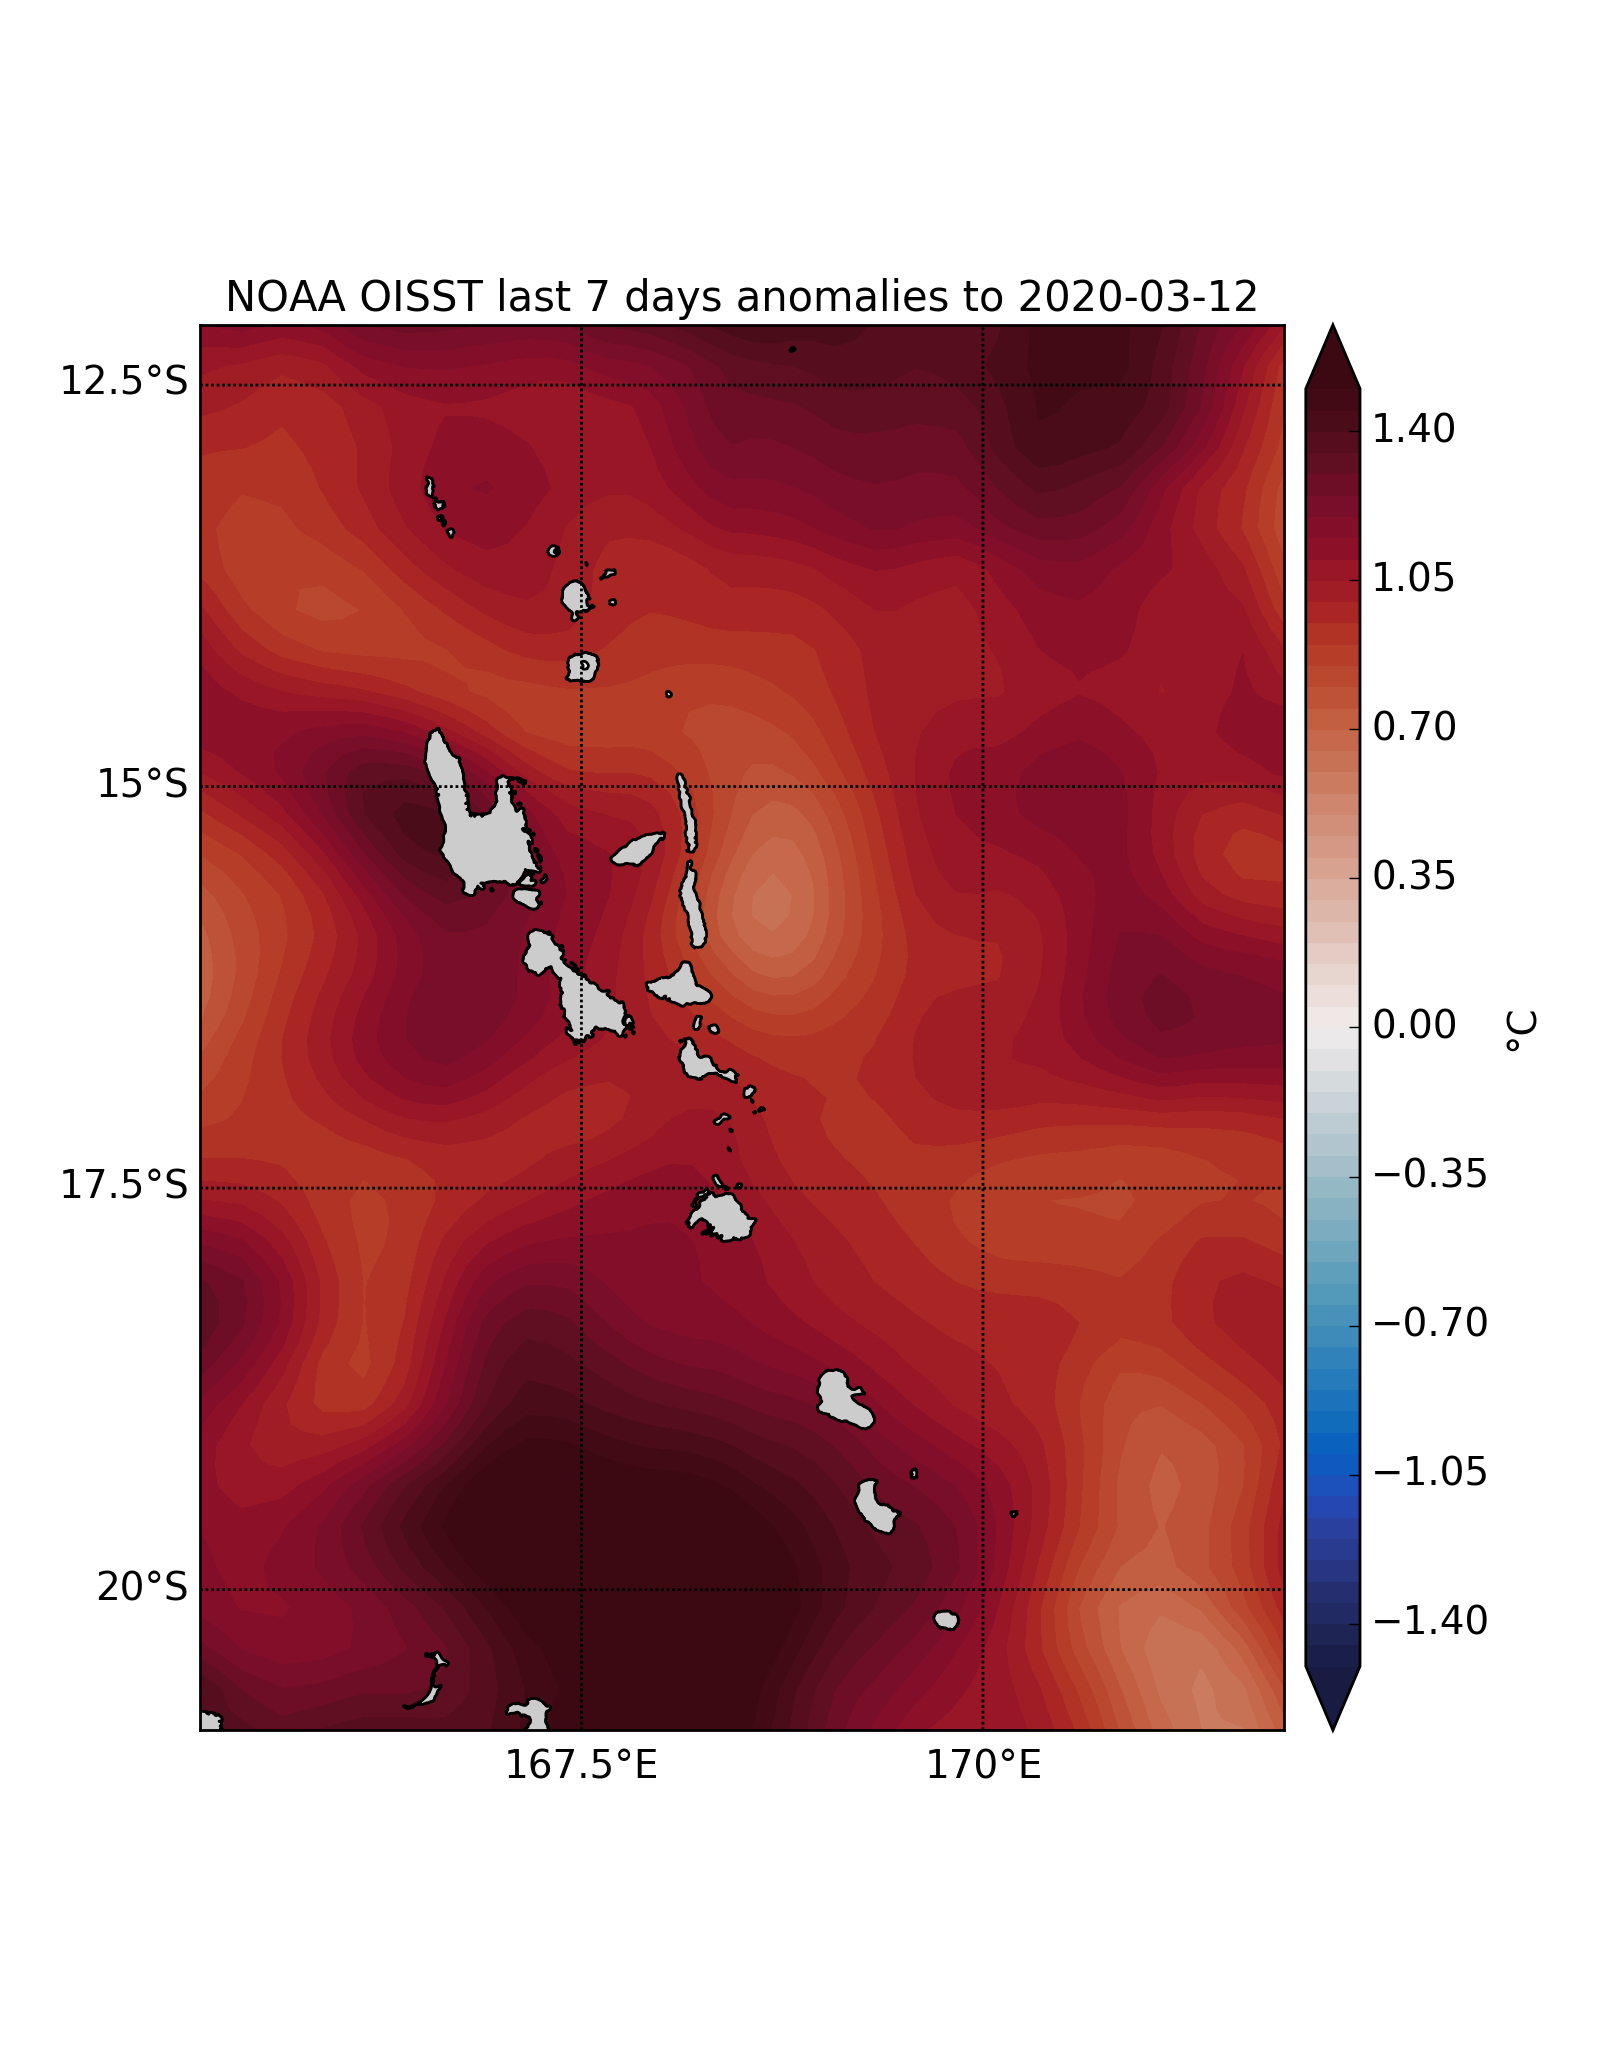 NOAA OISST last 7 days anomalies to 2020-03-12
12.5°S
15°S
17.5°S
20°S
167.5°E
170°E
1.40
1.05
0.70
0.35
0.00
−0.35
−0.70
−1.05
−1.40
°C